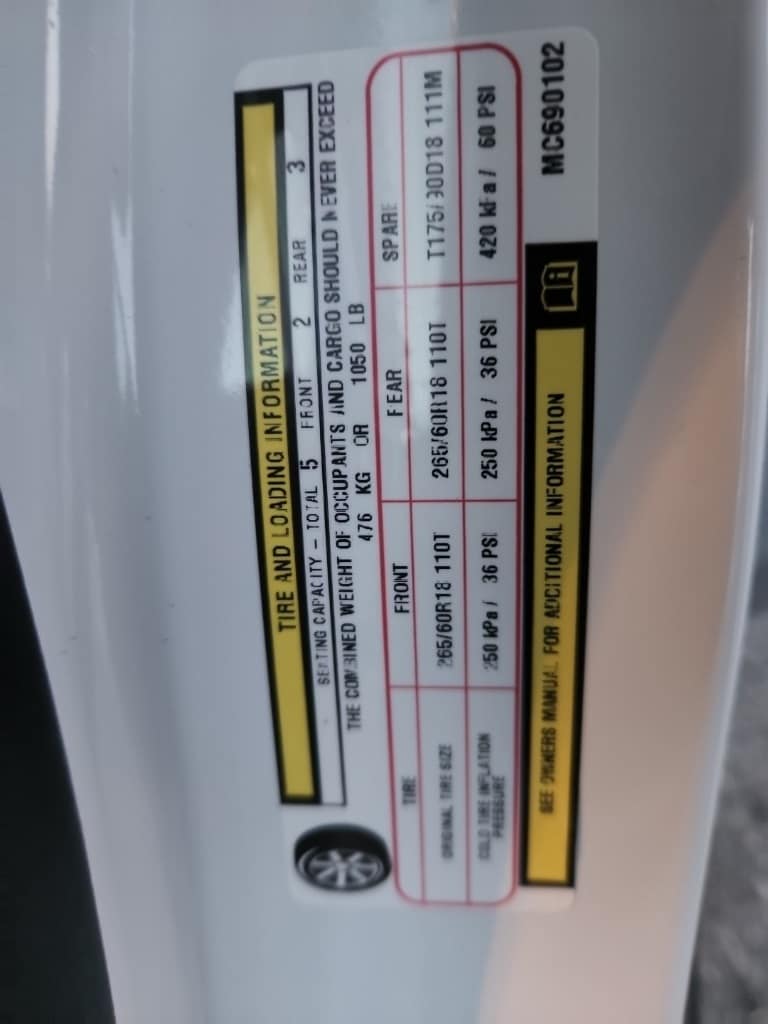 TIRE AND LOADING INFORMATION
SEATING CAPACITY – TOTAL 5 FRONT 2 REAR 3
THE COMBINED WEIGHT OF OCCUPANTS AND CARGO SHOULD NEVER EXCEED
476 KG OR 1050 LB
TIRE FRONT REAR SPARE
ORIGINAL TIRE SIZE 265/60R18 110T 265/60R18 110T T175/90D18 111M
COLD TIRE INFLATION PRESSURE 250 kPa / 36 PSI 250 kPa / 36 PSI 420 kPa / 60 PSI
SEE OWNERS MANUAL FOR ADDITIONAL INFORMATION
MC690102